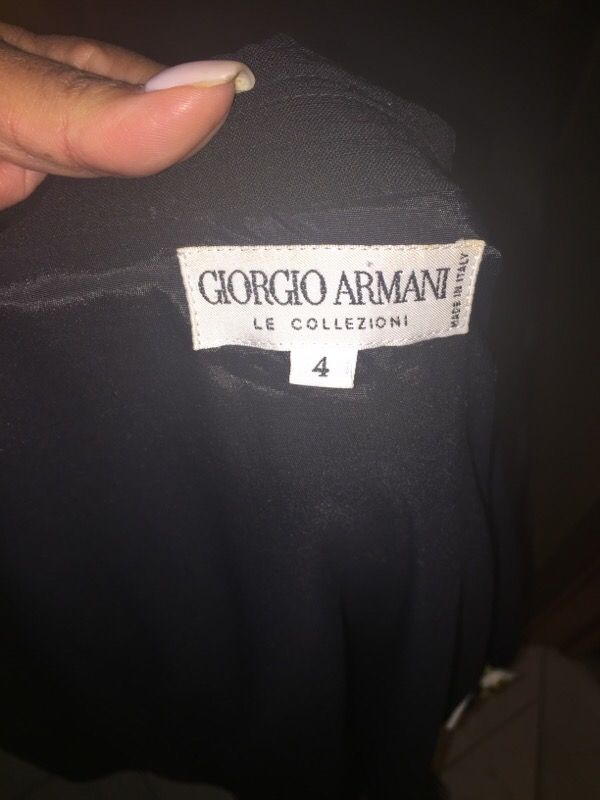 GIORGIO ARMANI
LE COLLEZIONI
MADE IN ITALY
4